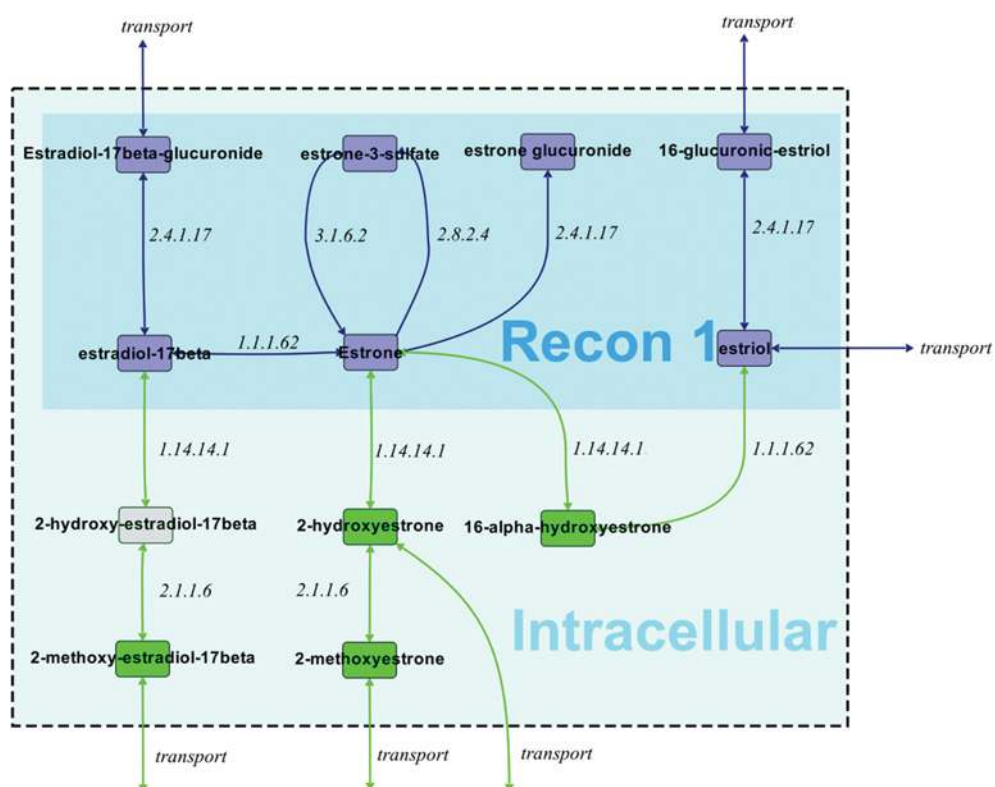 transport
transport
Estradiol-17beta-glucuronide
estrone-3-sulfate
estrone glucuronide
16-glucuronic-estriol
2.4.1.17
3.1.6.2
2.8.2.4
2.4.1.17
2.4.1.17
1.1.1.62
Recon 1
estradiol-17beta
Estrone
estriol
transport
1.14.14.1
1.14.14.1
1.14.14.1
1.1.1.62
2-hydroxy-estradiol-17beta
2-hydroxyestrone
16-alpha-hydroxyestrone
2.1.1.6
2.1.1.6
Intracellular
2-methoxy-estradiol-17beta
2-methoxyestrone
transport
transport
transport